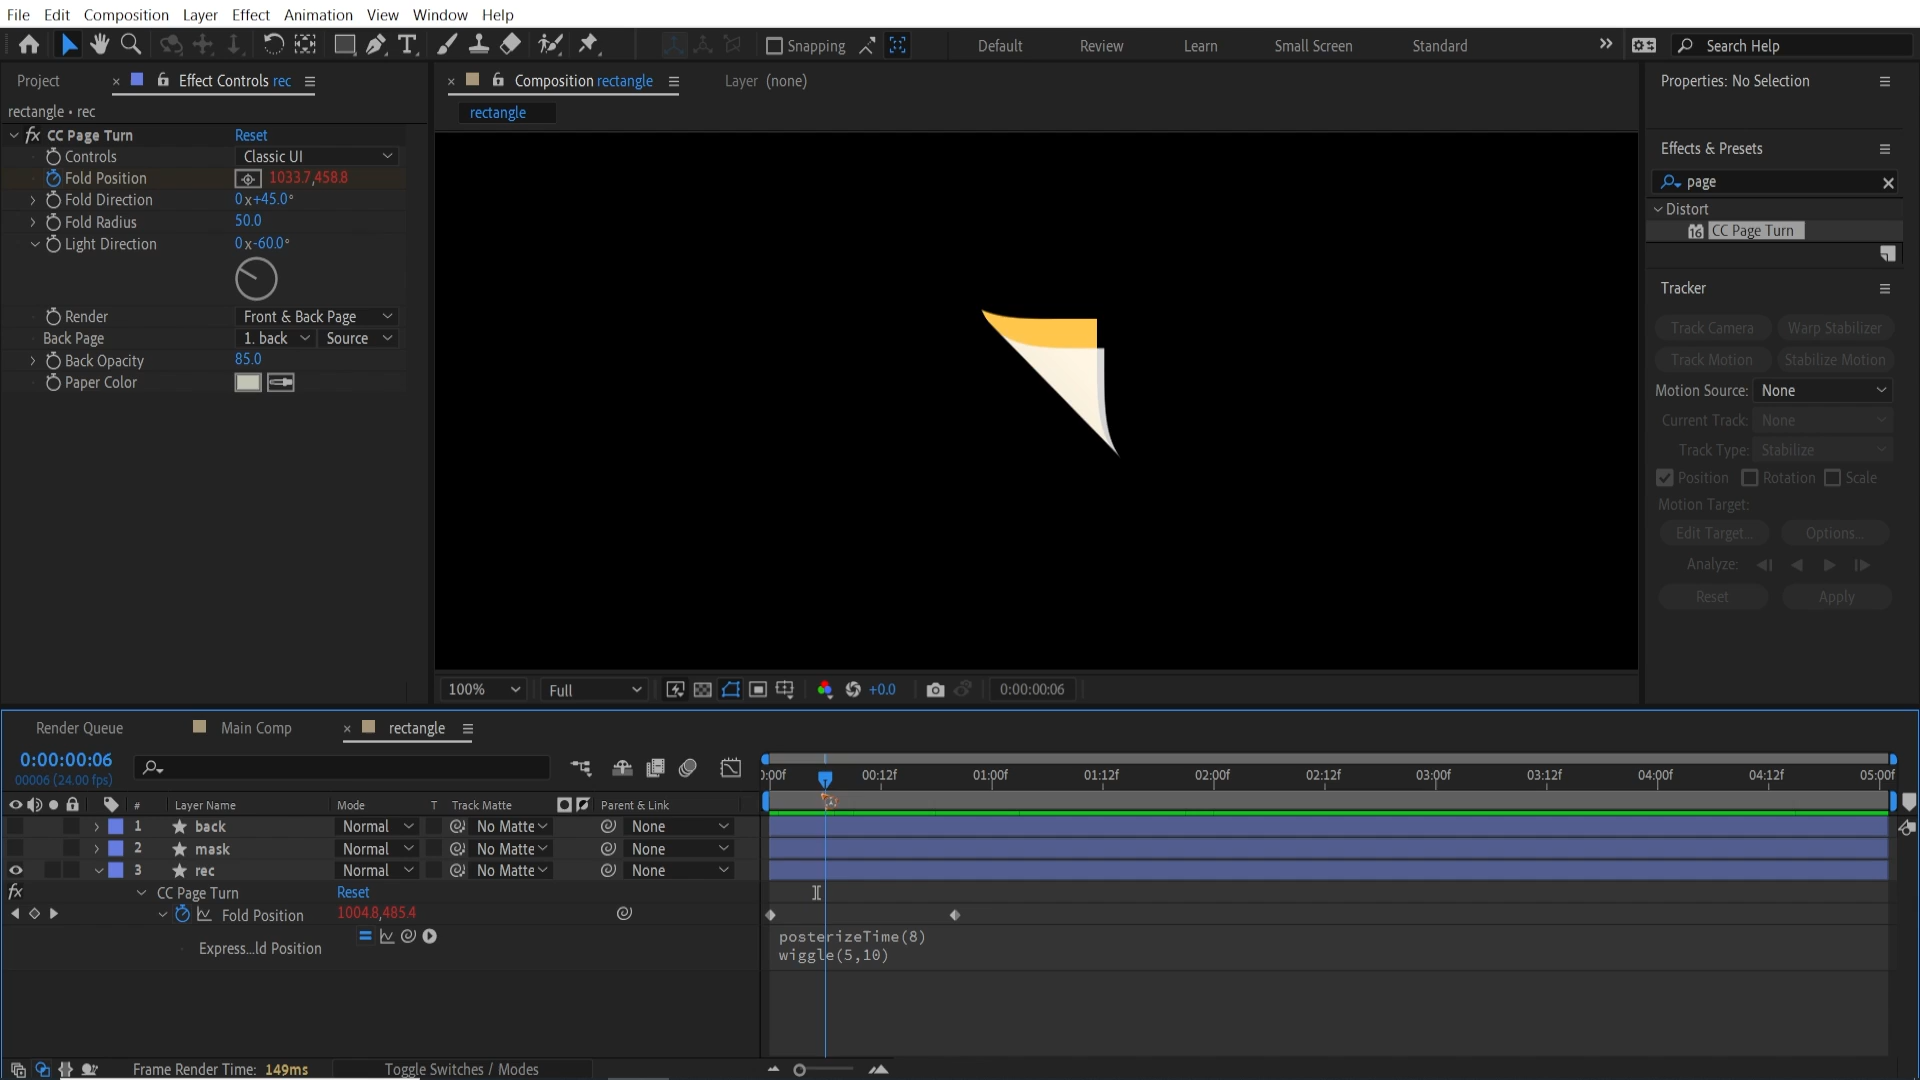 File Edit Composition Layer Effect Animation View Window Help
Snapping
Default Review Learn Small Screen Standard
Search Help
Project
Effect Controls rec
rectangle • rec
fx CC Page Turn Reset
Controls Classic UI
Fold Position 1033.7,458.8
Fold Direction 0x+45.0°
Fold Radius 50.0
Light Direction 0x-60.0°
Render Front & Back Page
Back Page 1. back Source
Back Opacity 85.0
Paper Color
Composition rectangle
Layer (none)
rectangle
100% Full +0.0 0:00:00:06
Properties: No Selection
Effects & Presets
page
Distort
16 CC Page Turn
Tracker
Track Camera Warp Stabilizer
Track Motion Stabilize Motion
Motion Source: None
Current Track: None
Track Type: Stabilize
Position Rotation Scale
Motion Target:
Edit Target... Options...
Analyze:
Reset Apply
Render Queue Main Comp rectangle
0:00:00:06
00006 (24.00 fps)
0:00f 00:12f 01:00f 01:12f 02:00f 02:12f 03:00f 03:12f 04:00f 04:12f 05:00f
# Layer Name Mode T Track Matte Parent & Link
1 back Normal No Matte None
2 mask Normal No Matte None
3 rec Normal No Matte None
fx CC Page Turn Reset
Fold Position 1004.8,485.4
Express...ld Position
posterizeTime(8)
wiggle(5,10)
Frame Render Time: 149ms Toggle Switches / Modes